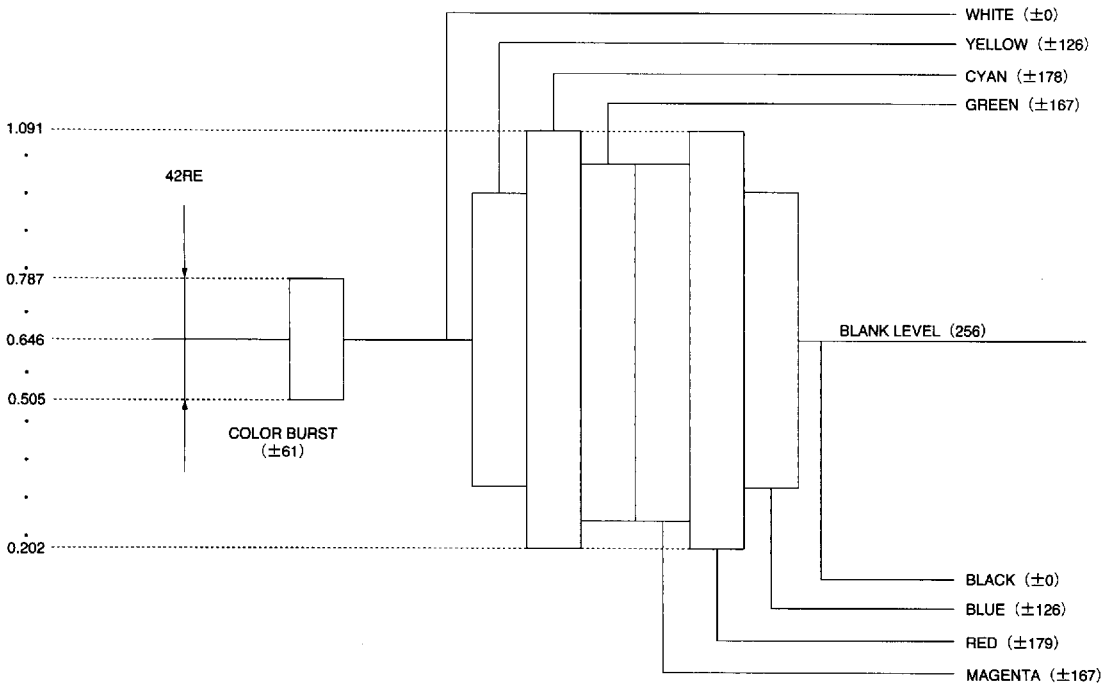 WHITE (±0)
YELLOW (±126)
CYAN (±178)
GREEN (±167)
1.091
42RE
0.787
0.646
BLANK LEVEL (256)
0.505
COLOR BURST
(±61)
0.202
BLACK (±0)
BLUE (±126)
RED (±179)
MAGENTA (±167)